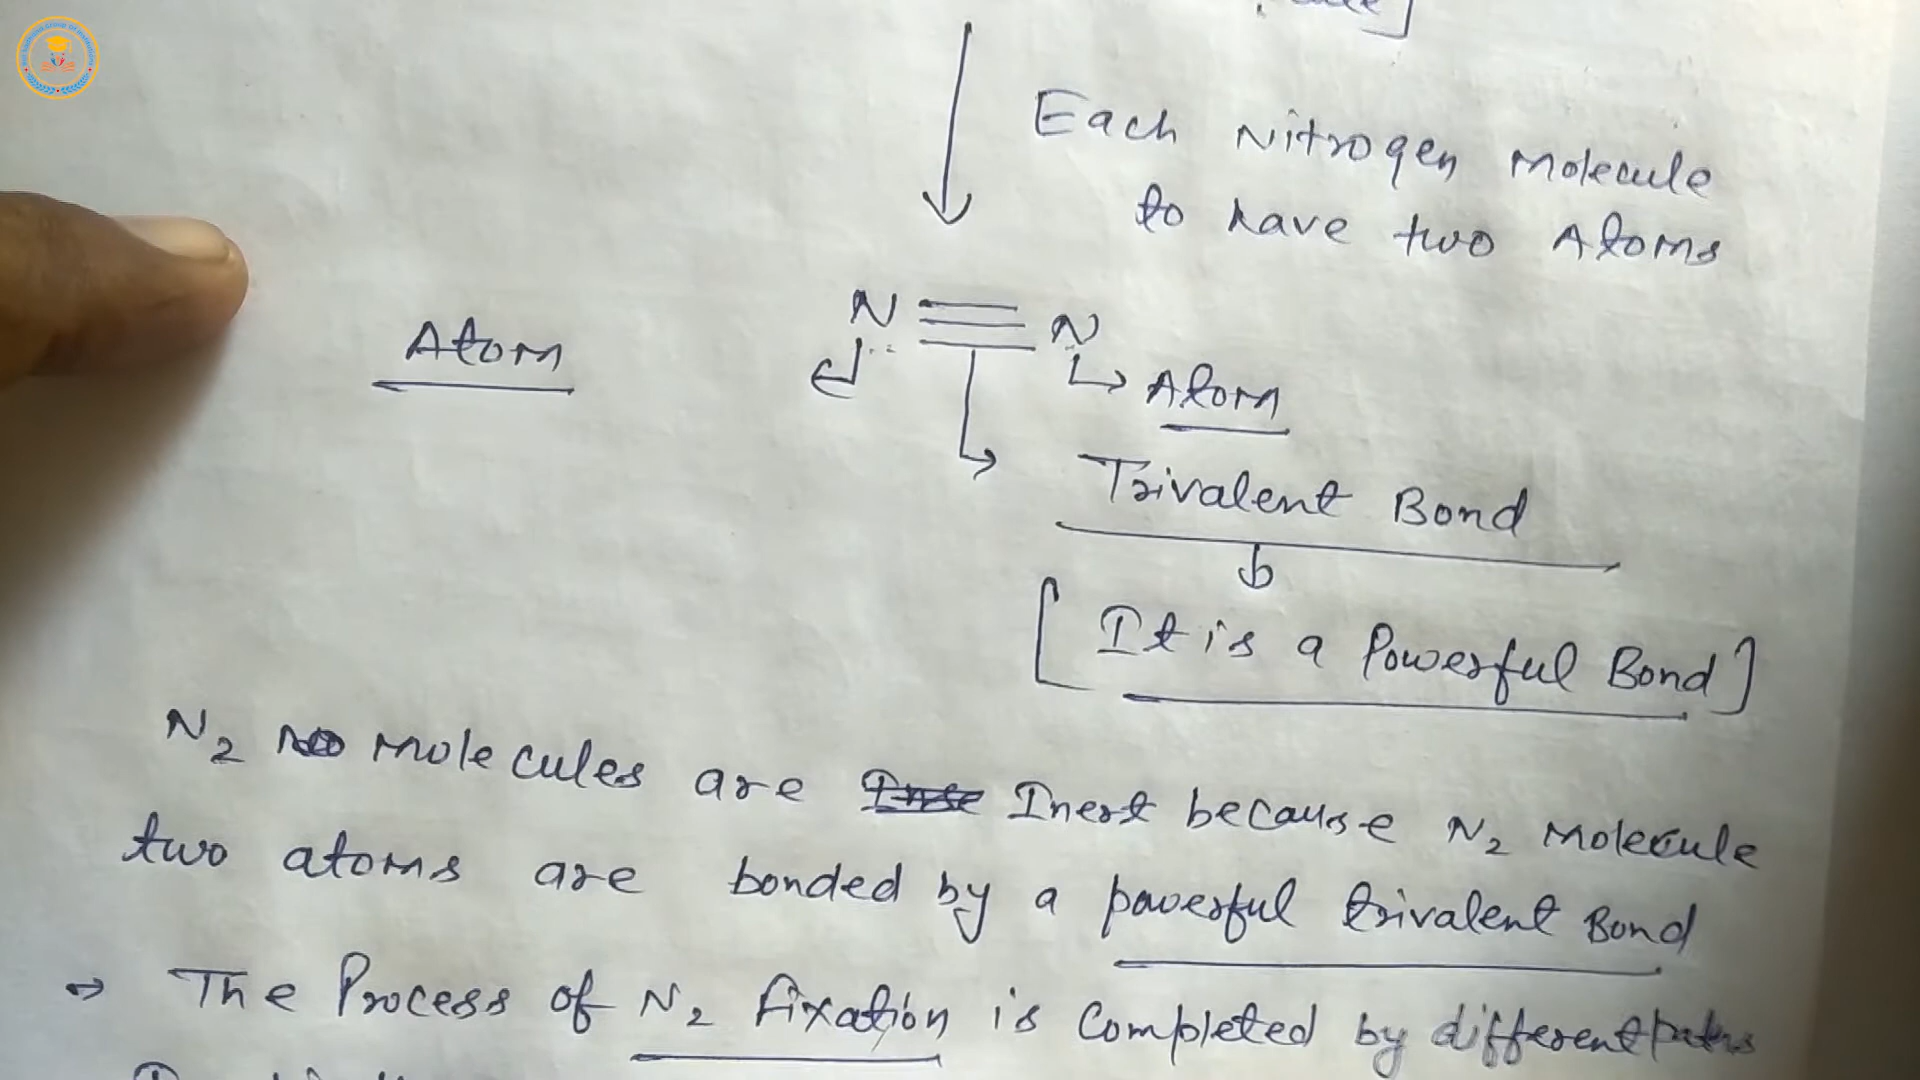 Each Nitrogen Molecule
to have two Atoms
N ≡ N
Atom
Atom
Trivalent Bond
[It is a Powerful Bond]
N2 molecules are Inert because N2 Molecule
two atoms are bonded by a powerful trivalent Bond
→ The Process of N2 fixation is completed by different